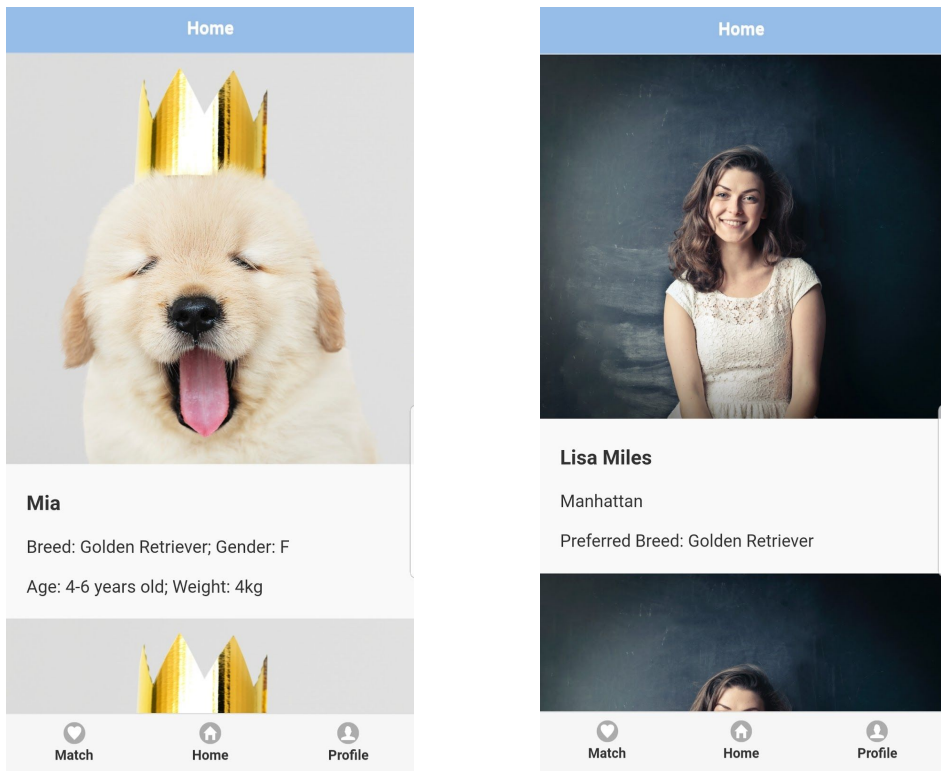 Home
Mia
Breed: Golden Retriever; Gender: F
Age: 4-6 years old; Weight: 4kg
Match
Home
Profile
Home
Lisa Miles
Manhattan
Preferred Breed: Golden Retriever
Match
Home
Profile